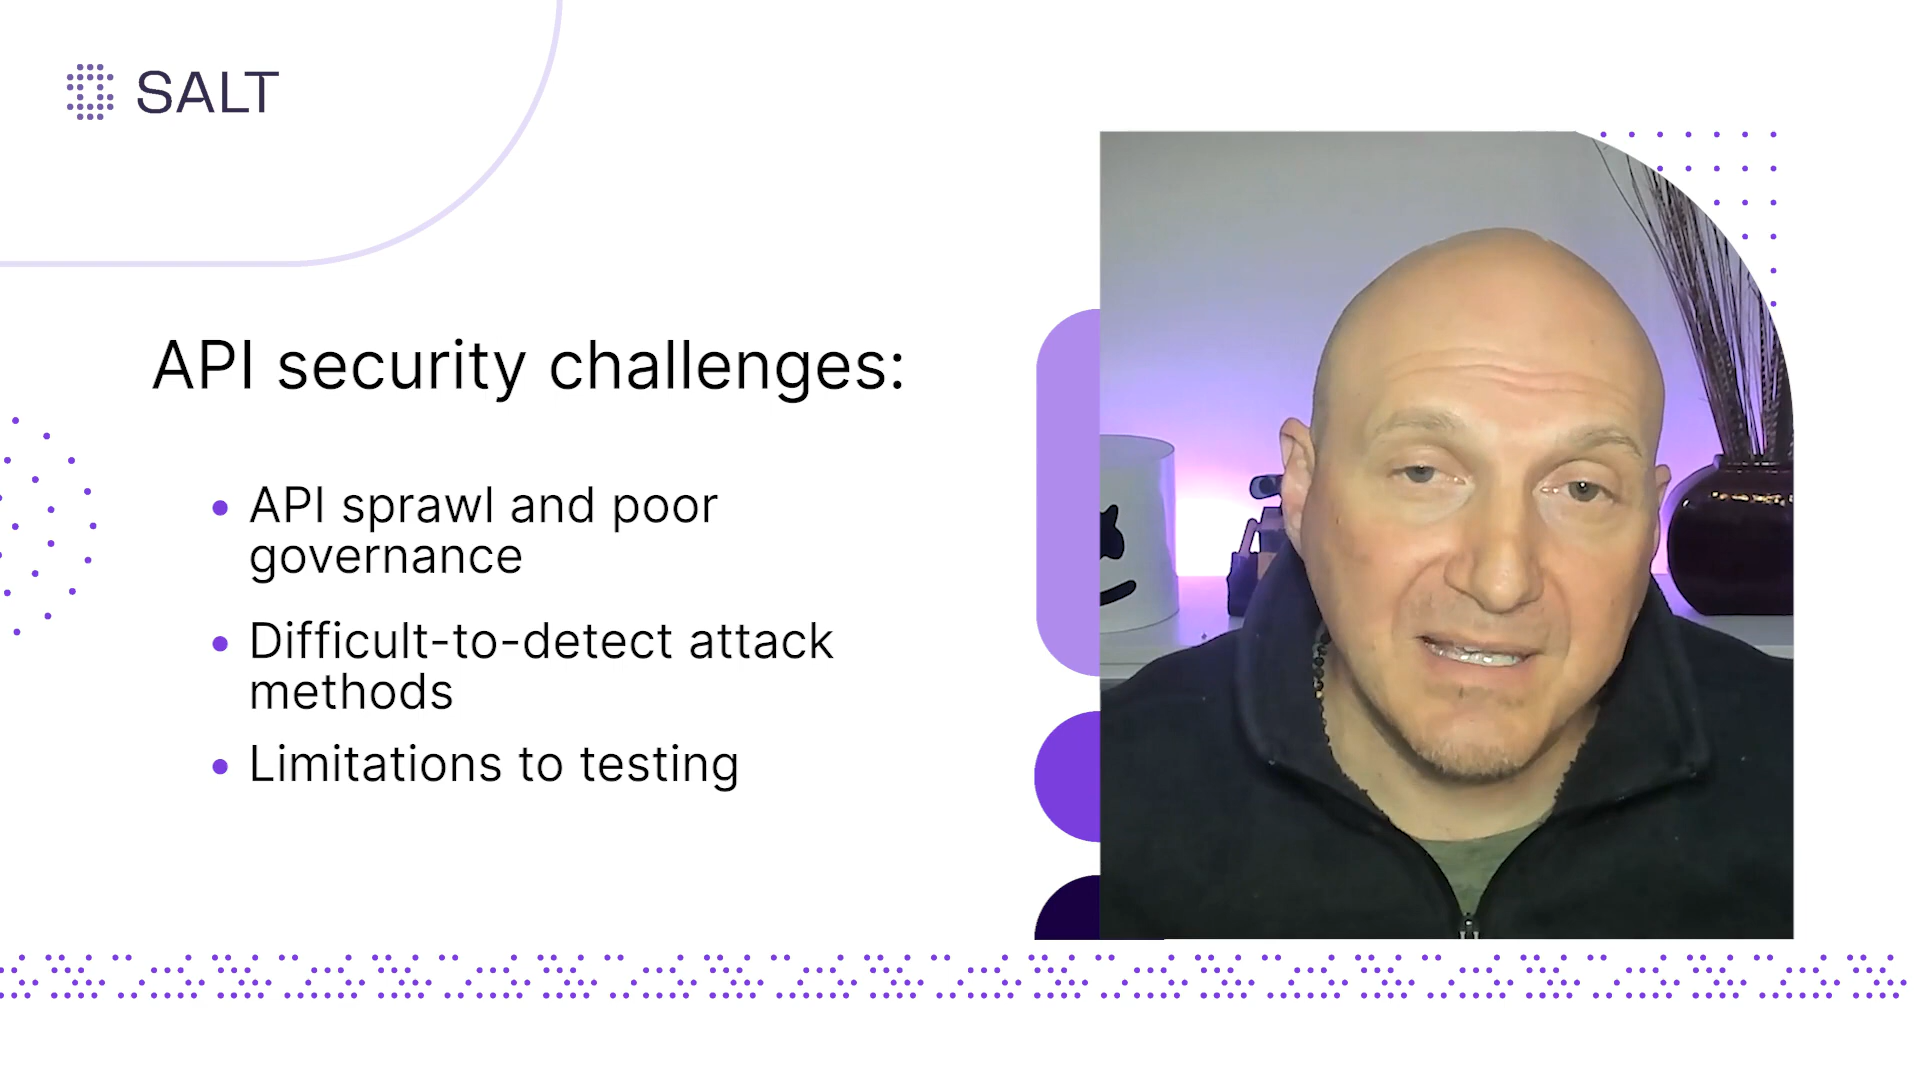 SALT
API security challenges:
API sprawl and poor
governance
Difficult-to-detect attack
methods
Limitations to testing